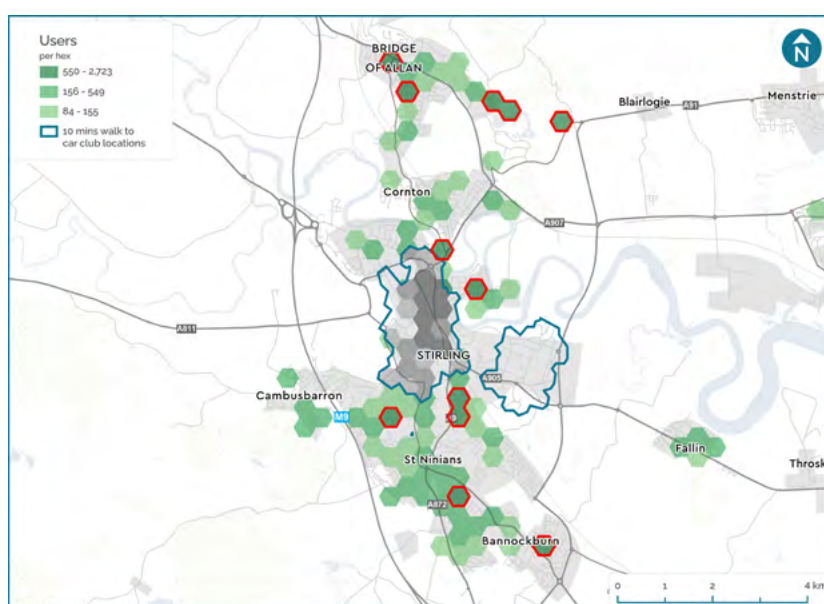 Users
per hex
550 - 2,723
156 - 549
84 - 155
10 mins walk to
car club locations
N
BRIDGE
OF ALLAN
Blairlogie
A91
Menstrie
Cornton
A907
A811
STIRLING
A905
Cambusbarron
M9
A9
St Ninians
Fallin
Throsk
A872
Bannockburn
0 1 2 4 km